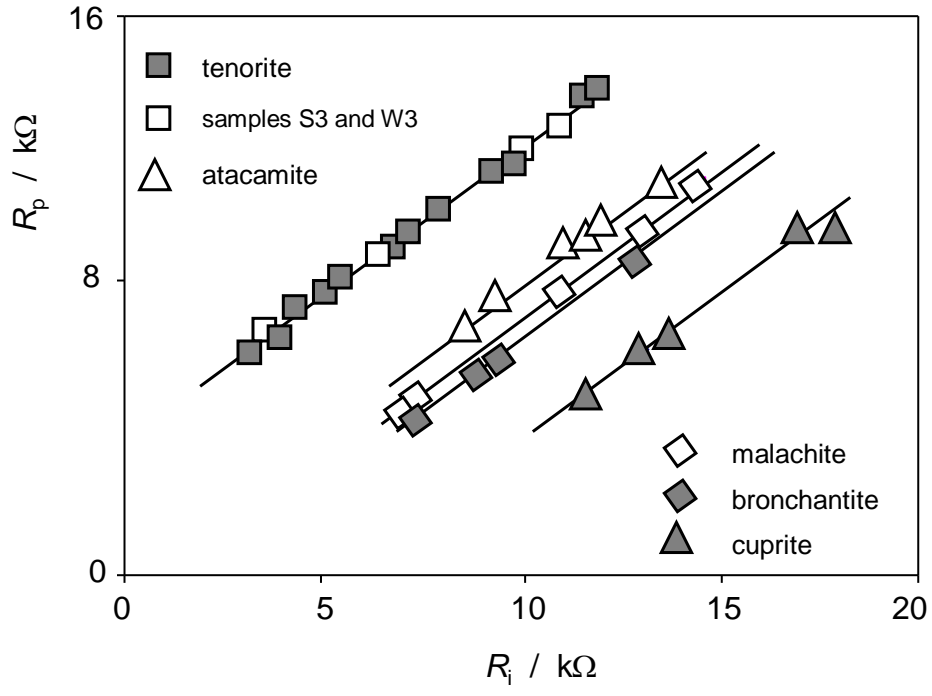 16
tenorite
samples S3 and W3
atacamite
Rp / kΩ
8
malachite
bronchantite
cuprite
0
0
5
10
15
20
Ri / kΩ